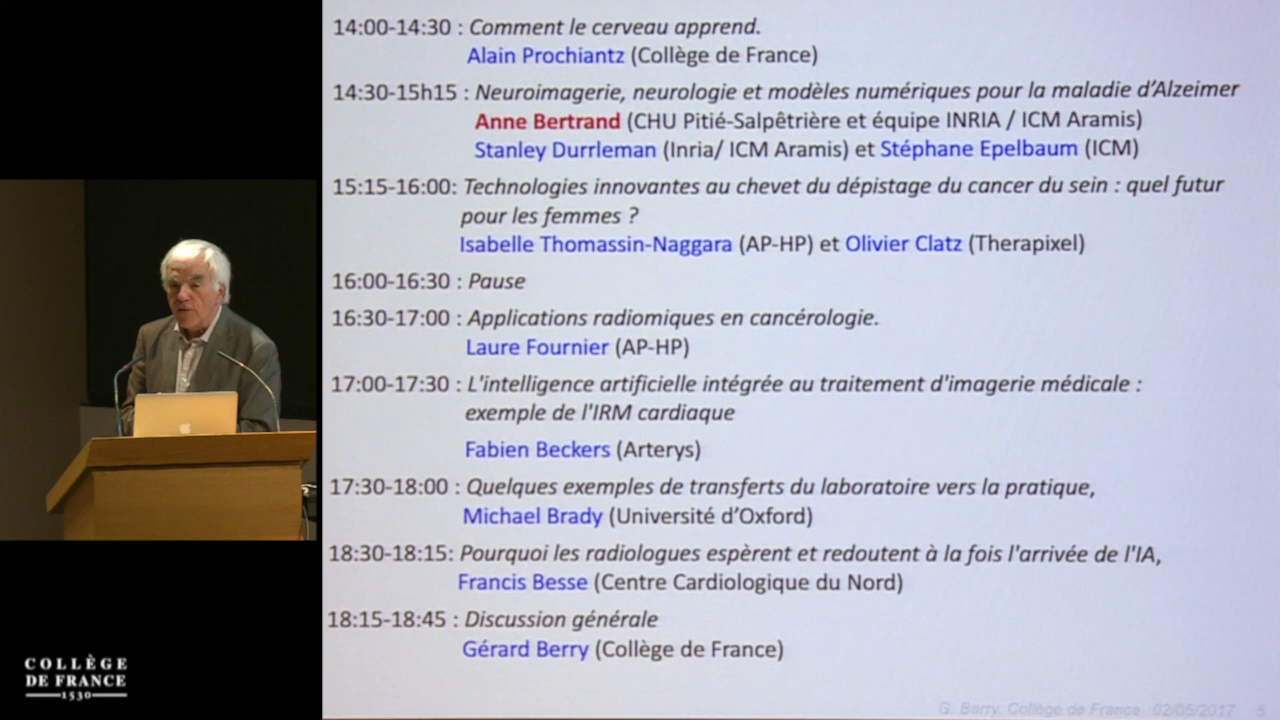 14:00-14:30 : Comment le cerveau apprend.
Alain Prochiantz (Collège de France)
14:30-15h15 : Neuroimagerie, neurologie et modèles numériques pour la maladie d’Alzeimer
Anne Bertrand (CHU Pitié-Salpêtrière et équipe INRIA / ICM Aramis)
Stanley Durrleman (Inria/ ICM Aramis) et Stéphane Epelbaum (ICM)
15:15-16:00: Technologies innovantes au chevet du dépistage du cancer du sein : quel futur
pour les femmes ?
Isabelle Thomassin-Naggara (AP-HP) et Olivier Clatz (Therapixel)
16:00-16:30 : Pause
16:30-17:00 : Applications radiomiques en cancérologie.
Laure Fournier (AP-HP)
17:00-17:30 : L'intelligence artificielle intégrée au traitement d'imagerie médicale :
exemple de l'IRM cardiaque
Fabien Beckers (Arterys)
17:30-18:00 : Quelques exemples de transferts du laboratoire vers la pratique,
Michael Brady (Université d’Oxford)
18:30-18:15: Pourquoi les radiologues espèrent et redoutent à la fois l'arrivée de l'IA,
Francis Besse (Centre Cardiologique du Nord)
18:15-18:45 : Discussion générale
Gérard Berry (Collège de France)
G. Berry, Collège de France 02/05/2017 5
COLLÈGE
DE FRANCE
1530